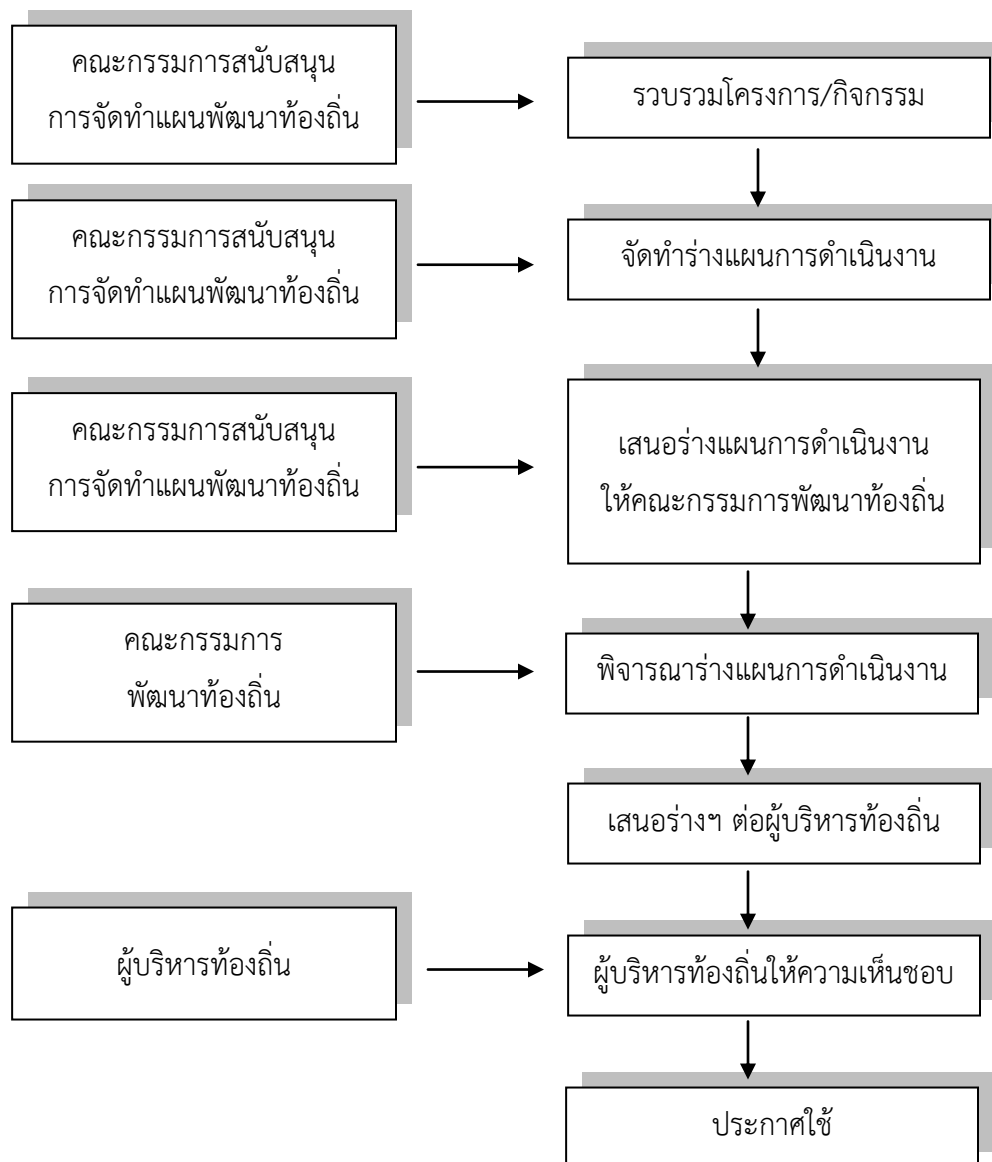 คณะกรรมการสนับสนุน
การจัดทำแผนพัฒนาท้องถิ่น
รวบรวมโครงการ/กิจกรรม
คณะกรรมการสนับสนุน
การจัดทำแผนพัฒนาท้องถิ่น
จัดทำร่างแผนการดำเนินงาน
คณะกรรมการสนับสนุน
การจัดทำแผนพัฒนาท้องถิ่น
เสนอร่างแผนการดำเนินงาน
ให้คณะกรรมการพัฒนาท้องถิ่น
คณะกรรมการ
พัฒนาท้องถิ่น
พิจารณาร่างแผนการดำเนินงาน
เสนอร่างฯ ต่อผู้บริหารท้องถิ่น
ผู้บริหารท้องถิ่น
ผู้บริหารท้องถิ่นให้ความเห็นชอบ
ประกาศใช้